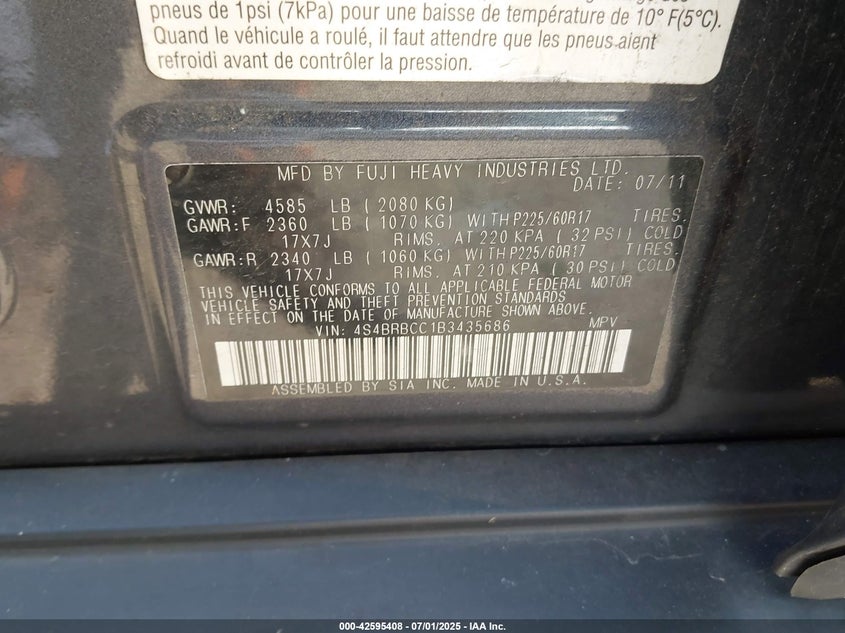 pneus de 1psi (7kPa) pour une baisse de température de 10° F(5°C).
Quand le véhicule a roulé, il faut attendre que les pneus aient
refroidi avant de contrôler la pression.
MFD BY FUJI HEAVY INDUSTRIES LTD.
DATE: 07/11
GVWR: 4585 LB (2080 KG)
GAWR:F 2360 LB (1070 KG) WITH P225/60R17 TIRES.
17X7J RIMS. AT 220 KPA (32 PSI) COLD
GAWR:R 2340 LB (1060 KG) WITH P225/60R17 TIRES.
17X7J RIMS. AT 210 KPA (30 PSI) COLD
THIS VEHICLE CONFORMS TO ALL APPLICABLE FEDERAL MOTOR
VEHICLE SAFETY AND THEFT PREVENTION STANDARDS
IN EFFECT ON THE DATE OF MANUFACTURE SHOWN ABOVE.
VIN: 4S4BRBCC1B3435686 MPV
ASSEMBLED BY SIA INC. MADE IN U.S.A.
000-42595408 - 07/01/2025 - IAA Inc.